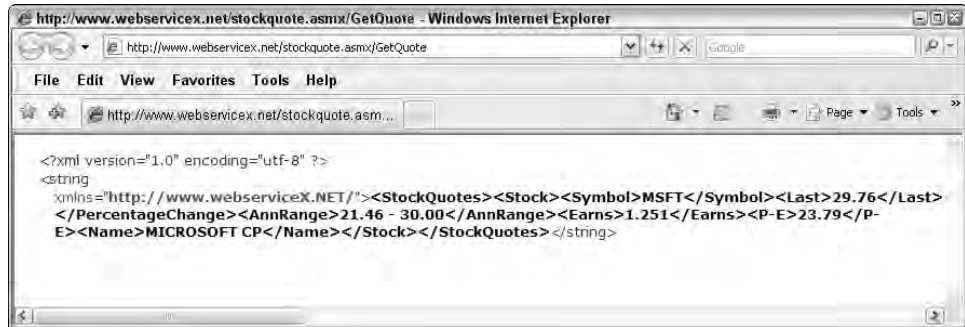 http://www.webservicex.net/stockquote.asmx/GetQuote - Windows Internet Explorer
http://www.webservicex.net/stockquote.asmx/GetQuote
Google
File Edit View Favorites Tools Help
http://www.webservicex.net/stockquote.asm...
Page
Tools
<?xml version="1.0" encoding="utf-8" ?>
<string
xmlns="http://www.webserviceX.NET/"><StockQuotes><Stock><Symbol>MSFT</Symbol><Last>29.76</Last>
</PercentageChange><AnnRange>21.46 - 30.00</AnnRange><Earns>1.251</Earns><P-E>23.79</P-
E><Name>MICROSOFT CP</Name></Stock></StockQuotes></string>